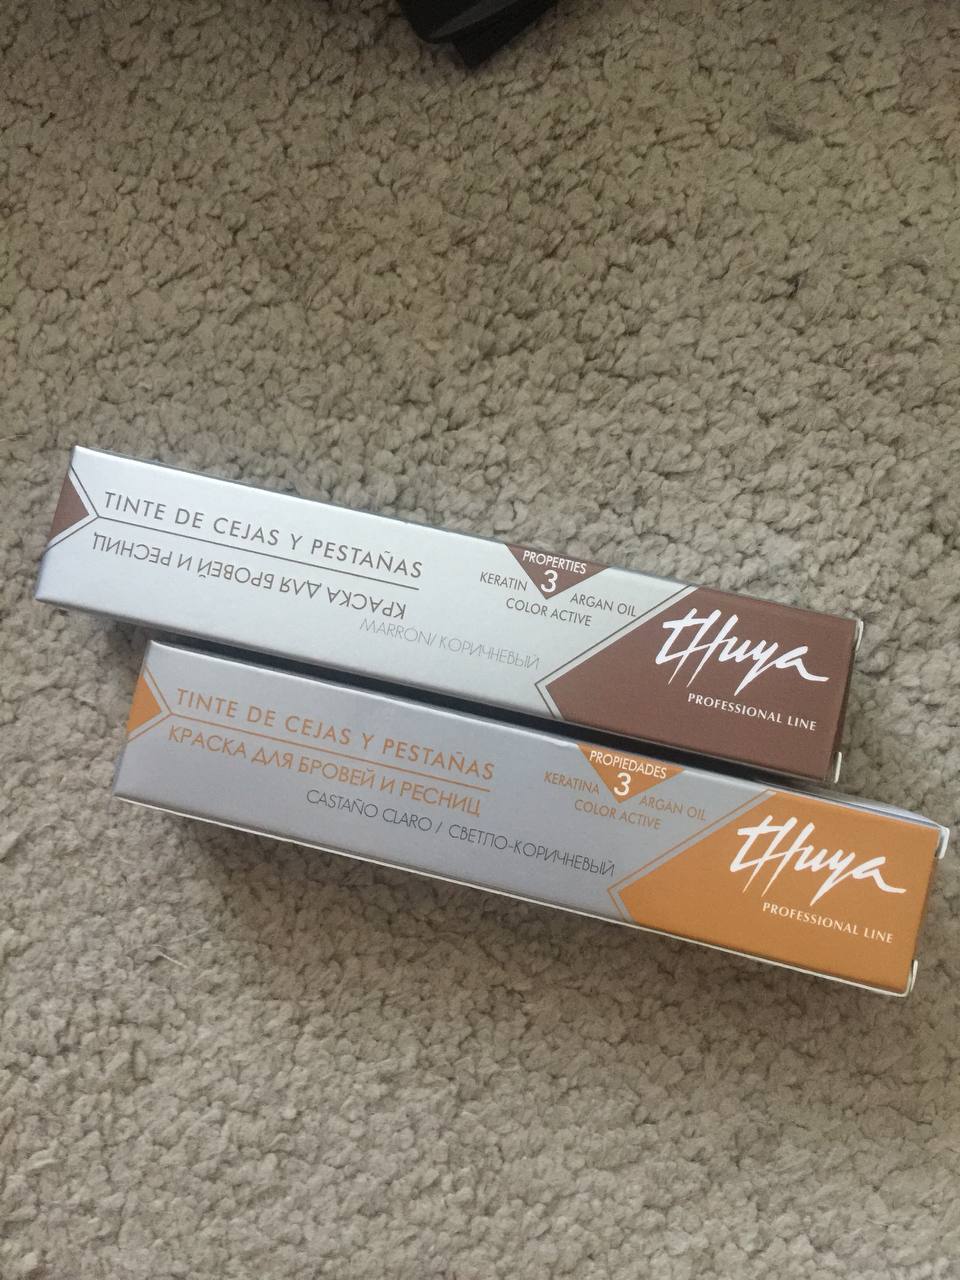 TINTE DE CEJAS Y PESTAÑAS
КРАСКА ДЛЯ БРОВЕЙ И РЕСНИЦ
MARRON/ КОРИЧНЕВЫЙ
PROPERTIES
3
KERATIN
ARGAN OIL
COLOR ACTIVE
tHuya
PROFESSIONAL LINE
TINTE DE CEJAS Y PESTAÑAS
КРАСКА ДЛЯ БРОВЕЙ И РЕСНИЦ
CASTAÑO CLARO / СВЕТЛО-КОРИЧНЕВЫЙ
PROPIEDADES
3
KERATINA
ARGAN OIL
COLOR ACTIVE
tHuya
PROFESSIONAL LINE